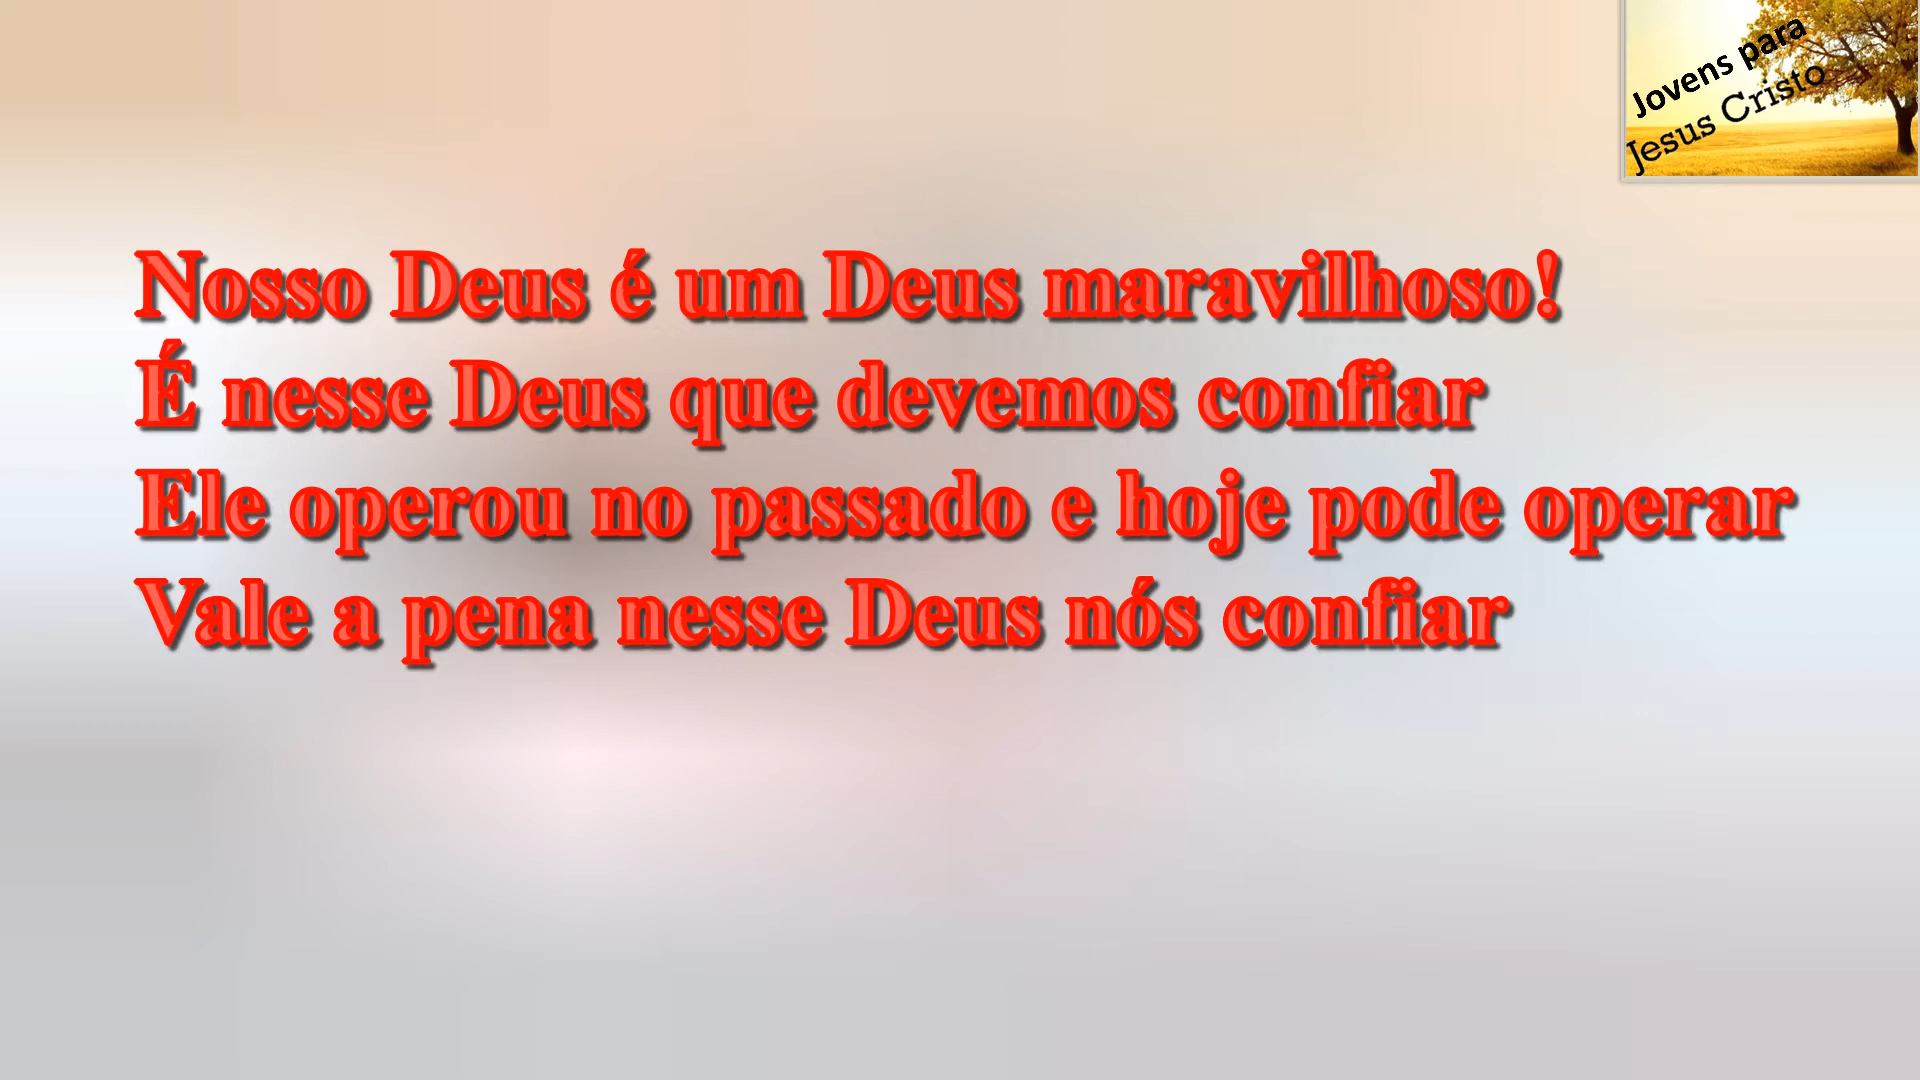 Jovens para
Jesus Cristo
Nosso Deus é um Deus maravilhoso!
É nesse Deus que devemos confiar
Ele operou no passado e hoje pode operar
Vale a pena nesse Deus nós confiar